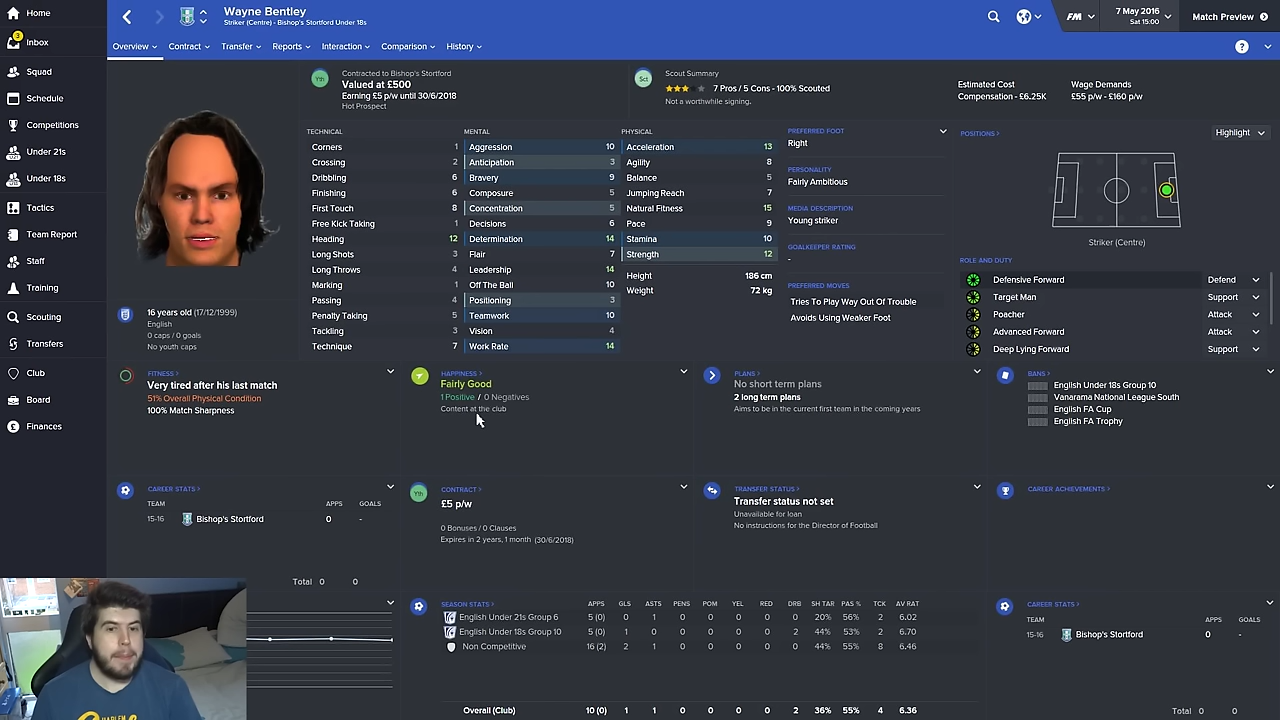 Home
3
Inbox
Squad
Schedule
Competitions
Under 21s
Under 18s
Tactics
Team Report
Staff
Training
Scouting
Transfers
Club
Board
Finances
Wayne Bentley
Striker (Centre) - Bishop's Stortford Under 18s
FM
7 May 2016
Sat 15:00
Match Preview
Overview
Contract
Transfer
Reports
Interaction
Comparison
History
?
Yth
Contracted to Bishop's Stortford
Valued at £500
Earning £5 p/w until 30/6/2018
Hot Prospect
Sct
Scout Summary
7 Pros / 5 Cons - 100% Scouted
Not a worthwhile signing.
Estimated Cost
Compensation - £6.25K
Wage Demands
£55 p/w - £160 p/w
TECHNICAL
Corners 1
Crossing 2
Dribbling 6
Finishing 6
First Touch 8
Free Kick Taking 1
Heading 12
Long Shots 3
Long Throws 4
Marking 1
Passing 4
Penalty Taking 5
Tackling 3
Technique 7
MENTAL
Aggression 10
Anticipation 3
Bravery 9
Composure 5
Concentration 5
Decisions 6
Determination 14
Flair 7
Leadership 14
Off The Ball 10
Positioning 3
Teamwork 10
Vision 4
Work Rate 14
PHYSICAL
Acceleration 13
Agility 8
Balance 5
Jumping Reach 7
Natural Fitness 15
Pace 9
Stamina 10
Strength 12
Height 186 cm
Weight 72 kg
PREFERRED FOOT
Right
PERSONALITY
Fairly Ambitious
MEDIA DESCRIPTION
Young striker
GOALKEEPER RATING
-
PREFERRED MOVES
Tries To Play Way Out Of Trouble
Avoids Using Weaker Foot
POSITIONS >
Highlight
Striker (Centre)
ROLE AND DUTY
Defensive Forward Defend
Target Man Support
Poacher Attack
Advanced Forward Attack
Deep Lying Forward Support
16 years old (17/12/1999)
English
0 caps / 0 goals
No youth caps
FITNESS >
Very tired after his last match
51% Overall Physical Condition
100% Match Sharpness
HAPPINESS >
Fairly Good
1 Positive / 0 Negatives
Content at the club
PLANS >
No short term plans
2 long term plans
Aims to be in the current first team in the coming years
BANS >
English Under 18s Group 10
Vanarama National League South
English FA Cup
English FA Trophy
CAREER STATS >
TEAM APPS GOALS
15-16 Bishop's Stortford 0 -
Total 0 0
Yth
CONTRACT >
£5 p/w
0 Bonuses / 0 Clauses
Expires in 2 years, 1 month (30/6/2018)
TRANSFER STATUS >
Transfer status not set
Unavailable for loan
No instructions for the Director of Football
CAREER ACHIEVEMENTS >
SEASON STATS > APPS GLS ASTS PENS POM YEL RED DRB SH TAR PAS % TCK AV RAT
English Under 21s Group 6 5 (0) 0 1 0 0 0 0 0 20% 56% 2 6.02
English Under 18s Group 10 5 (0) 1 0 0 0 0 0 2 44% 53% 2 6.70
Non Competitive 16 (2) 2 1 0 0 0 0 0 44% 55% 8 6.46
Overall (Club) 10 (0) 1 1 0 0 0 0 2 36% 55% 4 6.36
CAREER STATS >
TEAM APPS GOALS
15-16 Bishop's Stortford 0 -
Total 0 0